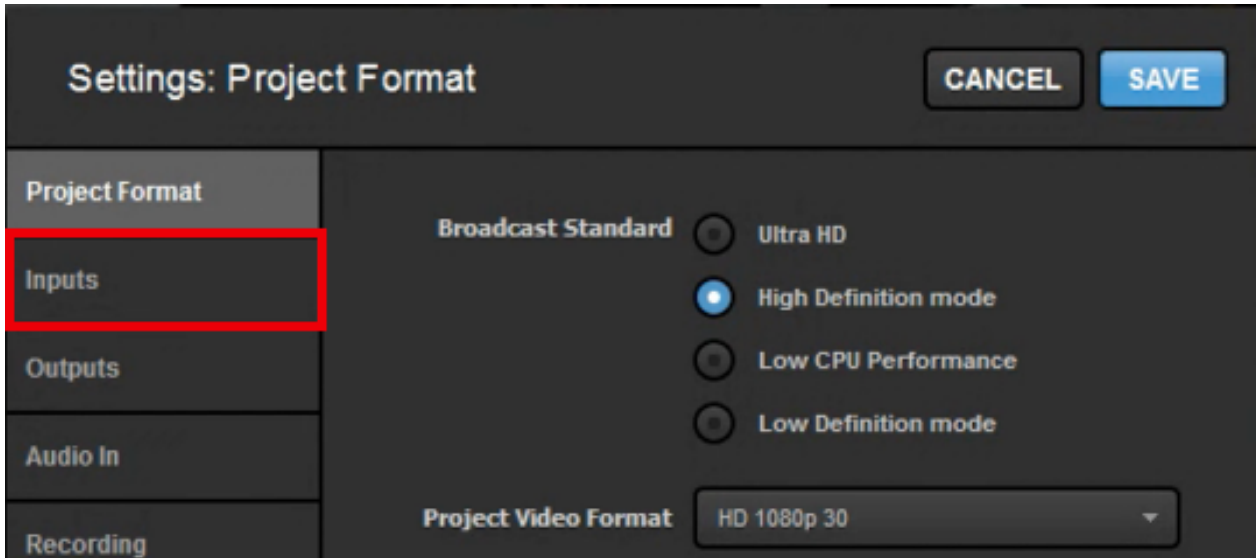 Settings: Project Format
CANCEL
SAVE
Project Format
Inputs
Outputs
Audio In
Recording
Broadcast Standard
Ultra HD
High Definition mode
Low CPU Performance
Low Definition mode
Project Video Format
HD 1080p 30